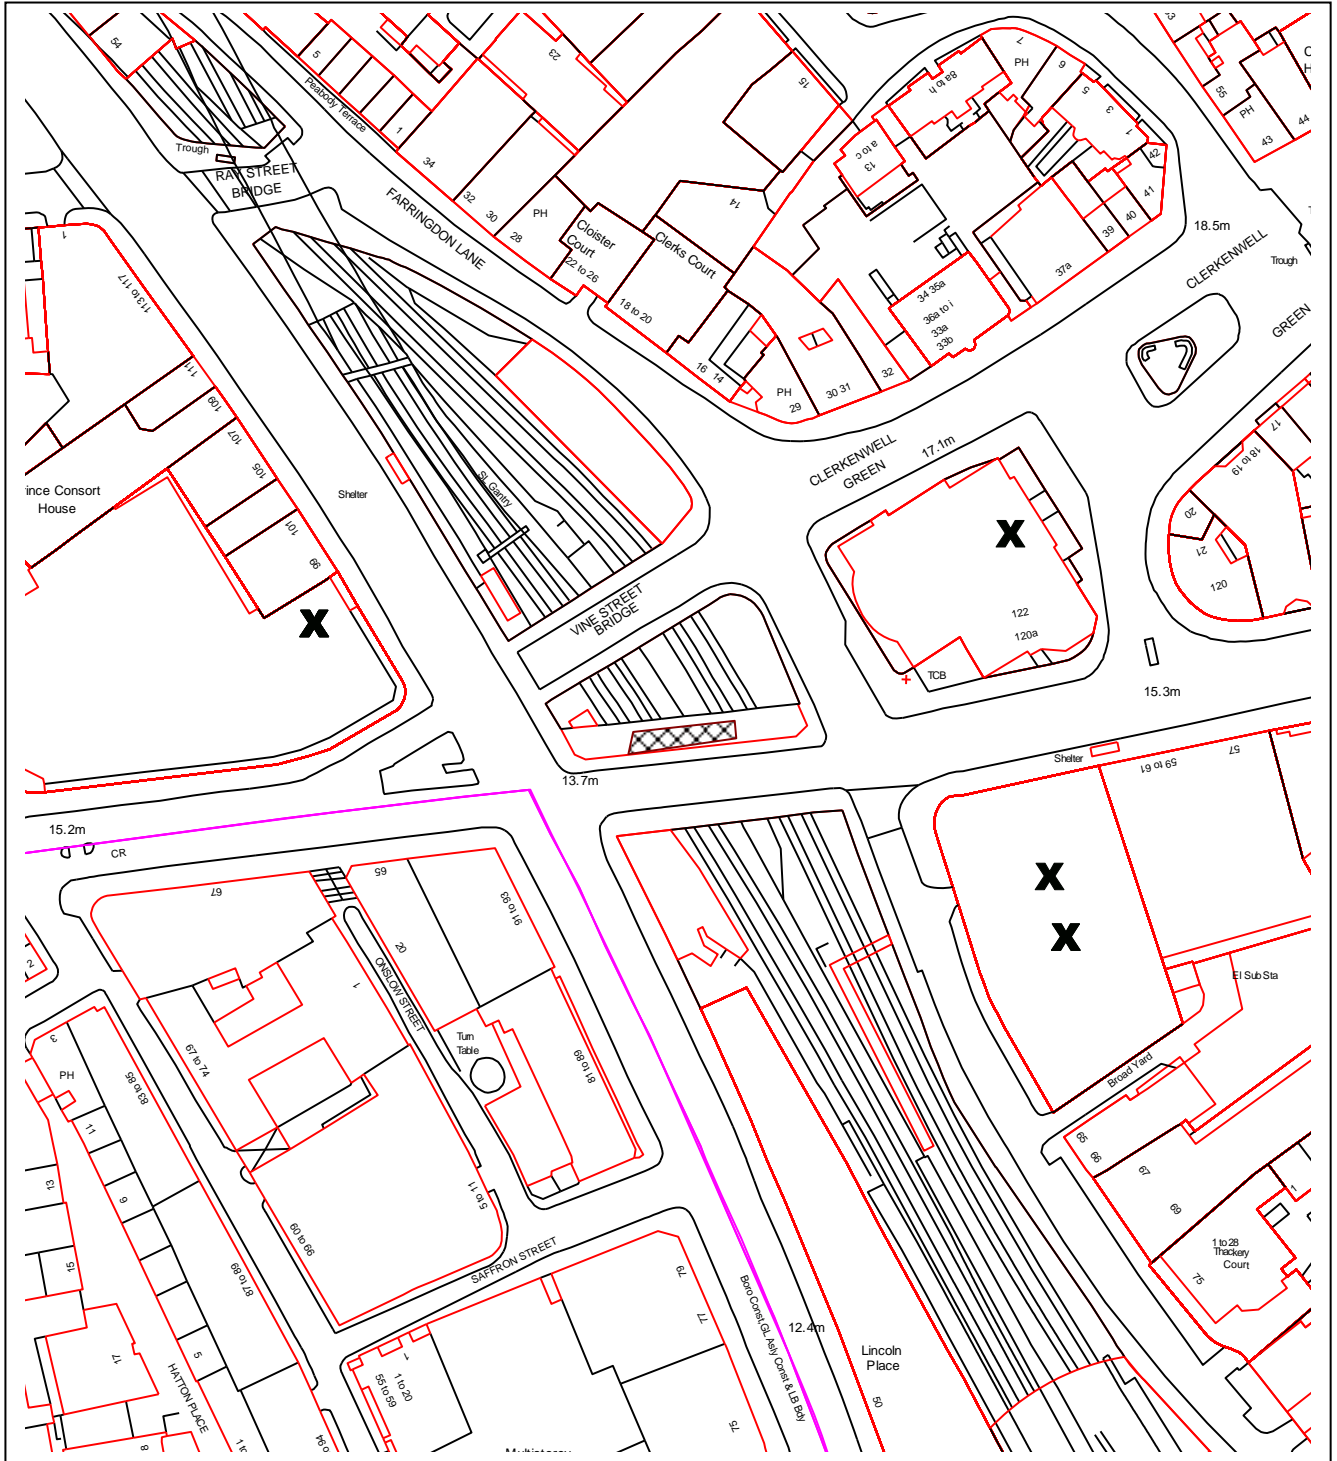 54
5
Peabody Terrace
1
23
15
7
PH
6
5
3
1
8a to h
13
a to c
42
41
40
39
37a
55
PH
43
44
Trough
RAY STREET
BRIDGE
34
32
30
PH
28
FARRINGDON LANE
Cloister
Court
22 to 26
Clerks Court
14
18 to 20
16
14
PH
29
30 31
32
34 35a
36a to i
33a
33b
18.5m
CLERKENWELL
GREEN
Trough
1
113 to 117
111
109
107
105
101
99
ince Consort
House
Shelter
SL Gantry
CLERKENWELL
GREEN
17.1m
17
18 to 19
20
21
120
X
X
VINE STREET
BRIDGE
122
120a
TCB
15.3m
13.7m
15.2m
CR
Shelter
59 to 61
57
X
X
67
65
91 to 93
20
ONSLOW STREET
1
2
3
PH
11
9
83 to 85
67 to 74
Turn
Table
81 to 89
El Sub Sta
Broad Yard
65
66
67
69
75
1
1 to 28
Thackery
Court
13
15
17
5
87 to 89
60 to 66
5 to 11
SAFFRON STREET
HATTON PLACE
1
1 to 20
55 to 59
79
77
75
Boro Const, GL Asly Const & LB Bdy
12.4m
Lincoln
Place
50
8